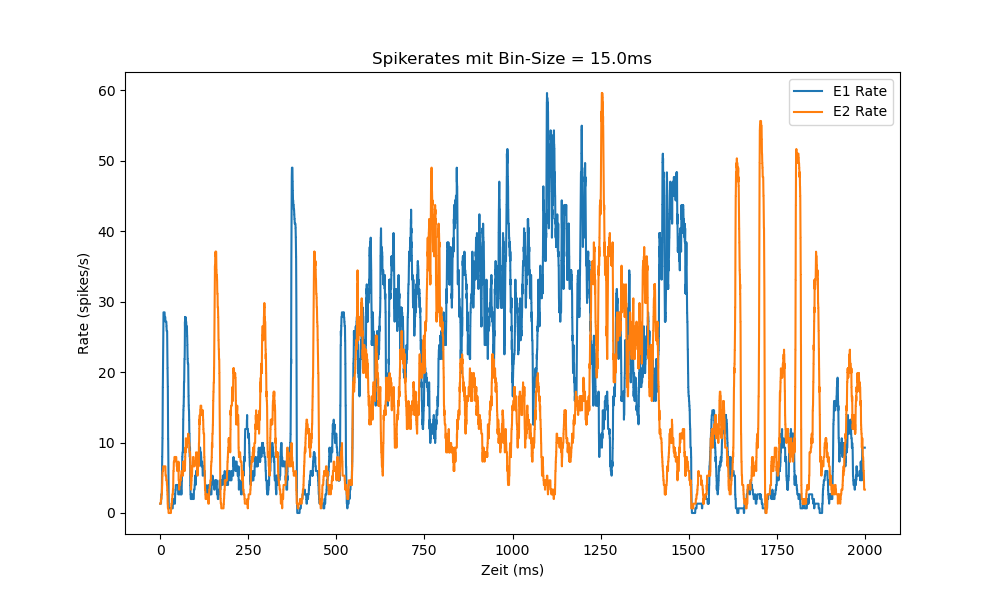 Spikerates mit Bin-Size = 15.0ms
E1 Rate
E2 Rate
Rate (spikes/s)
60
50
40
30
20
10
0
0 250 500 750 1000 1250 1500 1750 2000
Zeit (ms)